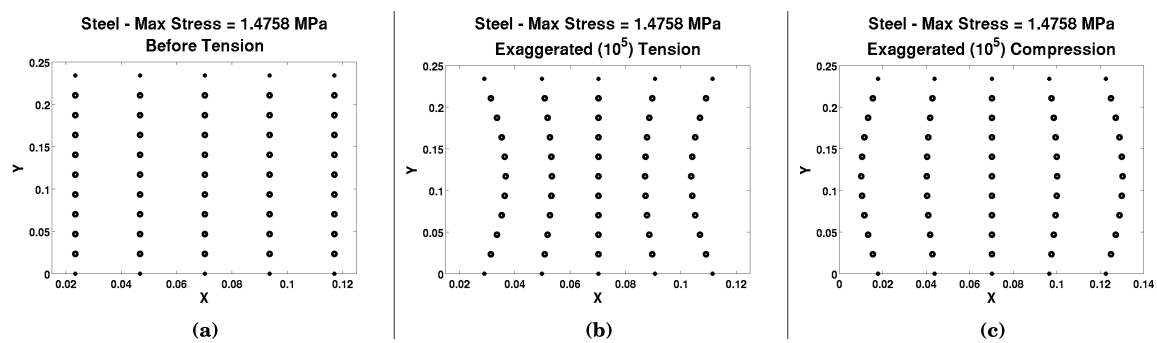 Steel - Max Stress = 1.4758 MPa
Before Tension
0.25
0.2
0.15
0.1
0.05
0
Y
0.02 0.04 0.06 0.08 0.1 0.12
X
(a)
Steel - Max Stress = 1.4758 MPa
Exaggerated (10^5) Tension
0.25
0.2
0.15
0.1
0.05
0
Y
0.02 0.04 0.06 0.08 0.1 0.12
X
(b)
Steel - Max Stress = 1.4758 MPa
Exaggerated (10^5) Compression
0.25
0.2
0.15
0.1
0.05
0
Y
0 0.02 0.04 0.06 0.08 0.1 0.12 0.14
X
(c)